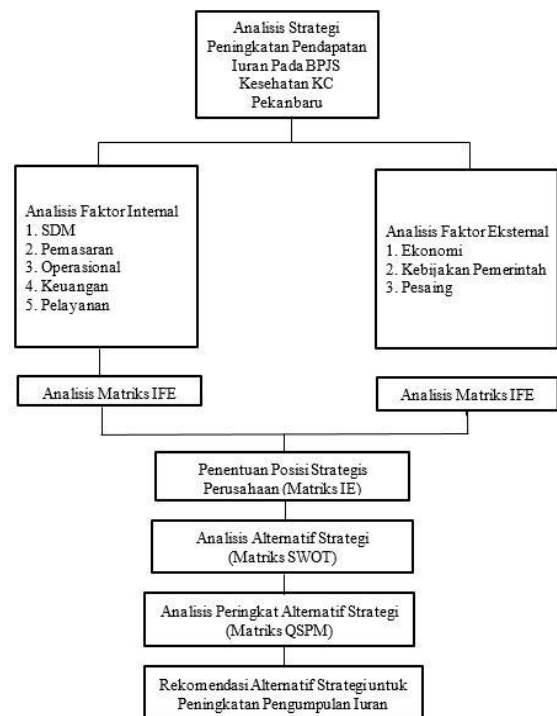 Analisis Strategi
Peningkatan Pendapatan
Iuran Pada BPJS
Kesehatan KC
Pekanbaru
Analisis Faktor Internal
1. SDM
2. Pemasaran
3. Operasional
4. Keuangan
5. Pelayanan
Analisis Faktor Eksternal
1. Ekonomi
2. Kebijakan Pemerintah
3. Pesaing
Analisis Matriks IFE
Analisis Matriks IFE
Penentuan Posisi Strategis
Perusahaan (Matriks IE)
Analisis Alternatif Strategi
(Matriks SWOT)
Analisis Peringkat Alternatif Strategi
(Matriks QSPM)
Rekomendasi Alternatif Strategi untuk
Peningkatan Pengumpulan Iuran